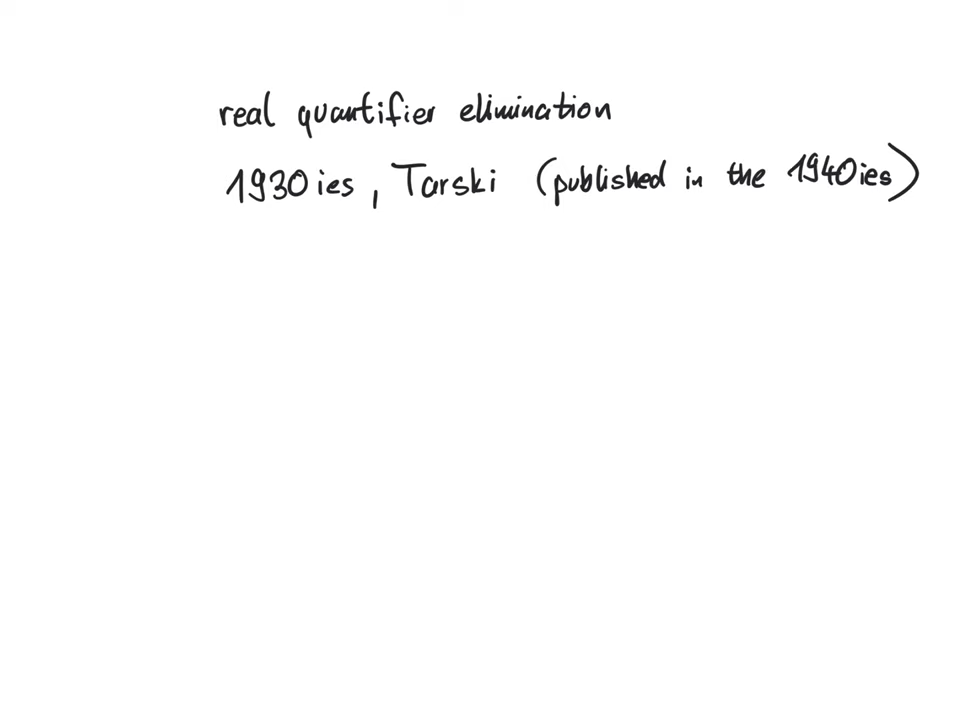 real quantifier elimination
1930ies, Tarski (published in the 1940ies)